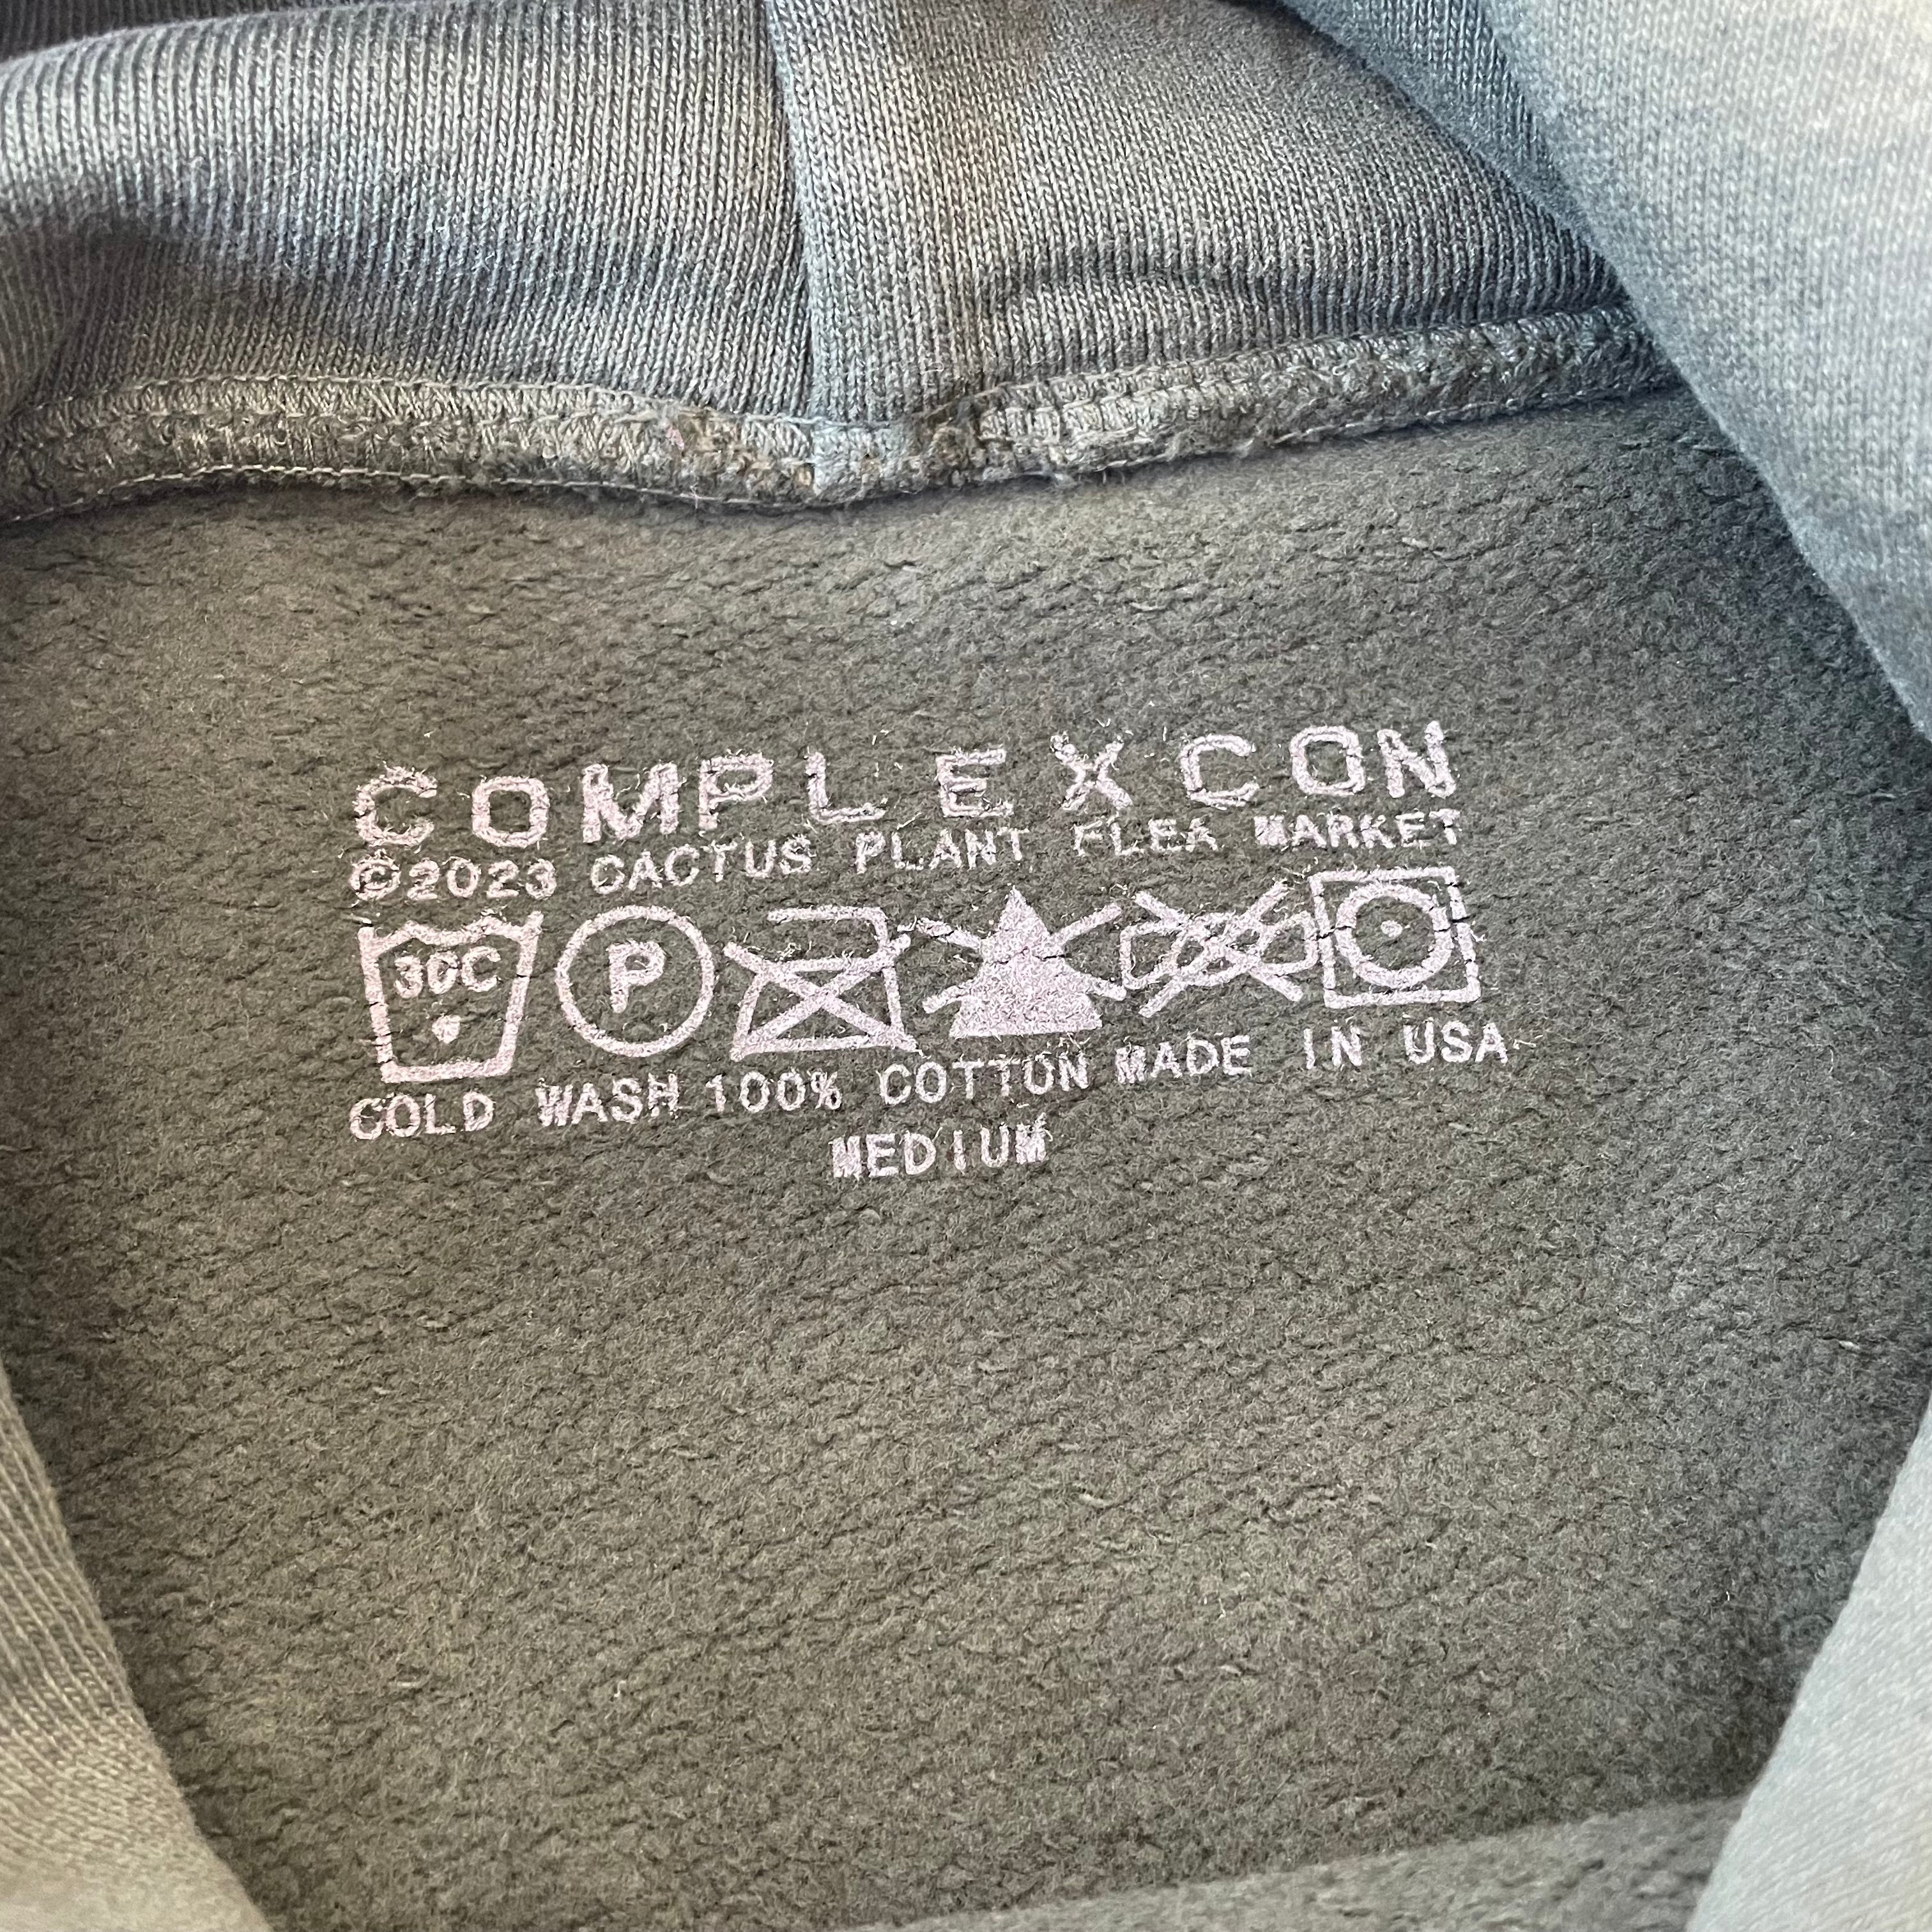 COMPLEXCON
©2023 CACTUS PLANT FLEA MARKET
30C P
COLD WASH 100% COTTON MADE IN USA
MEDIUM